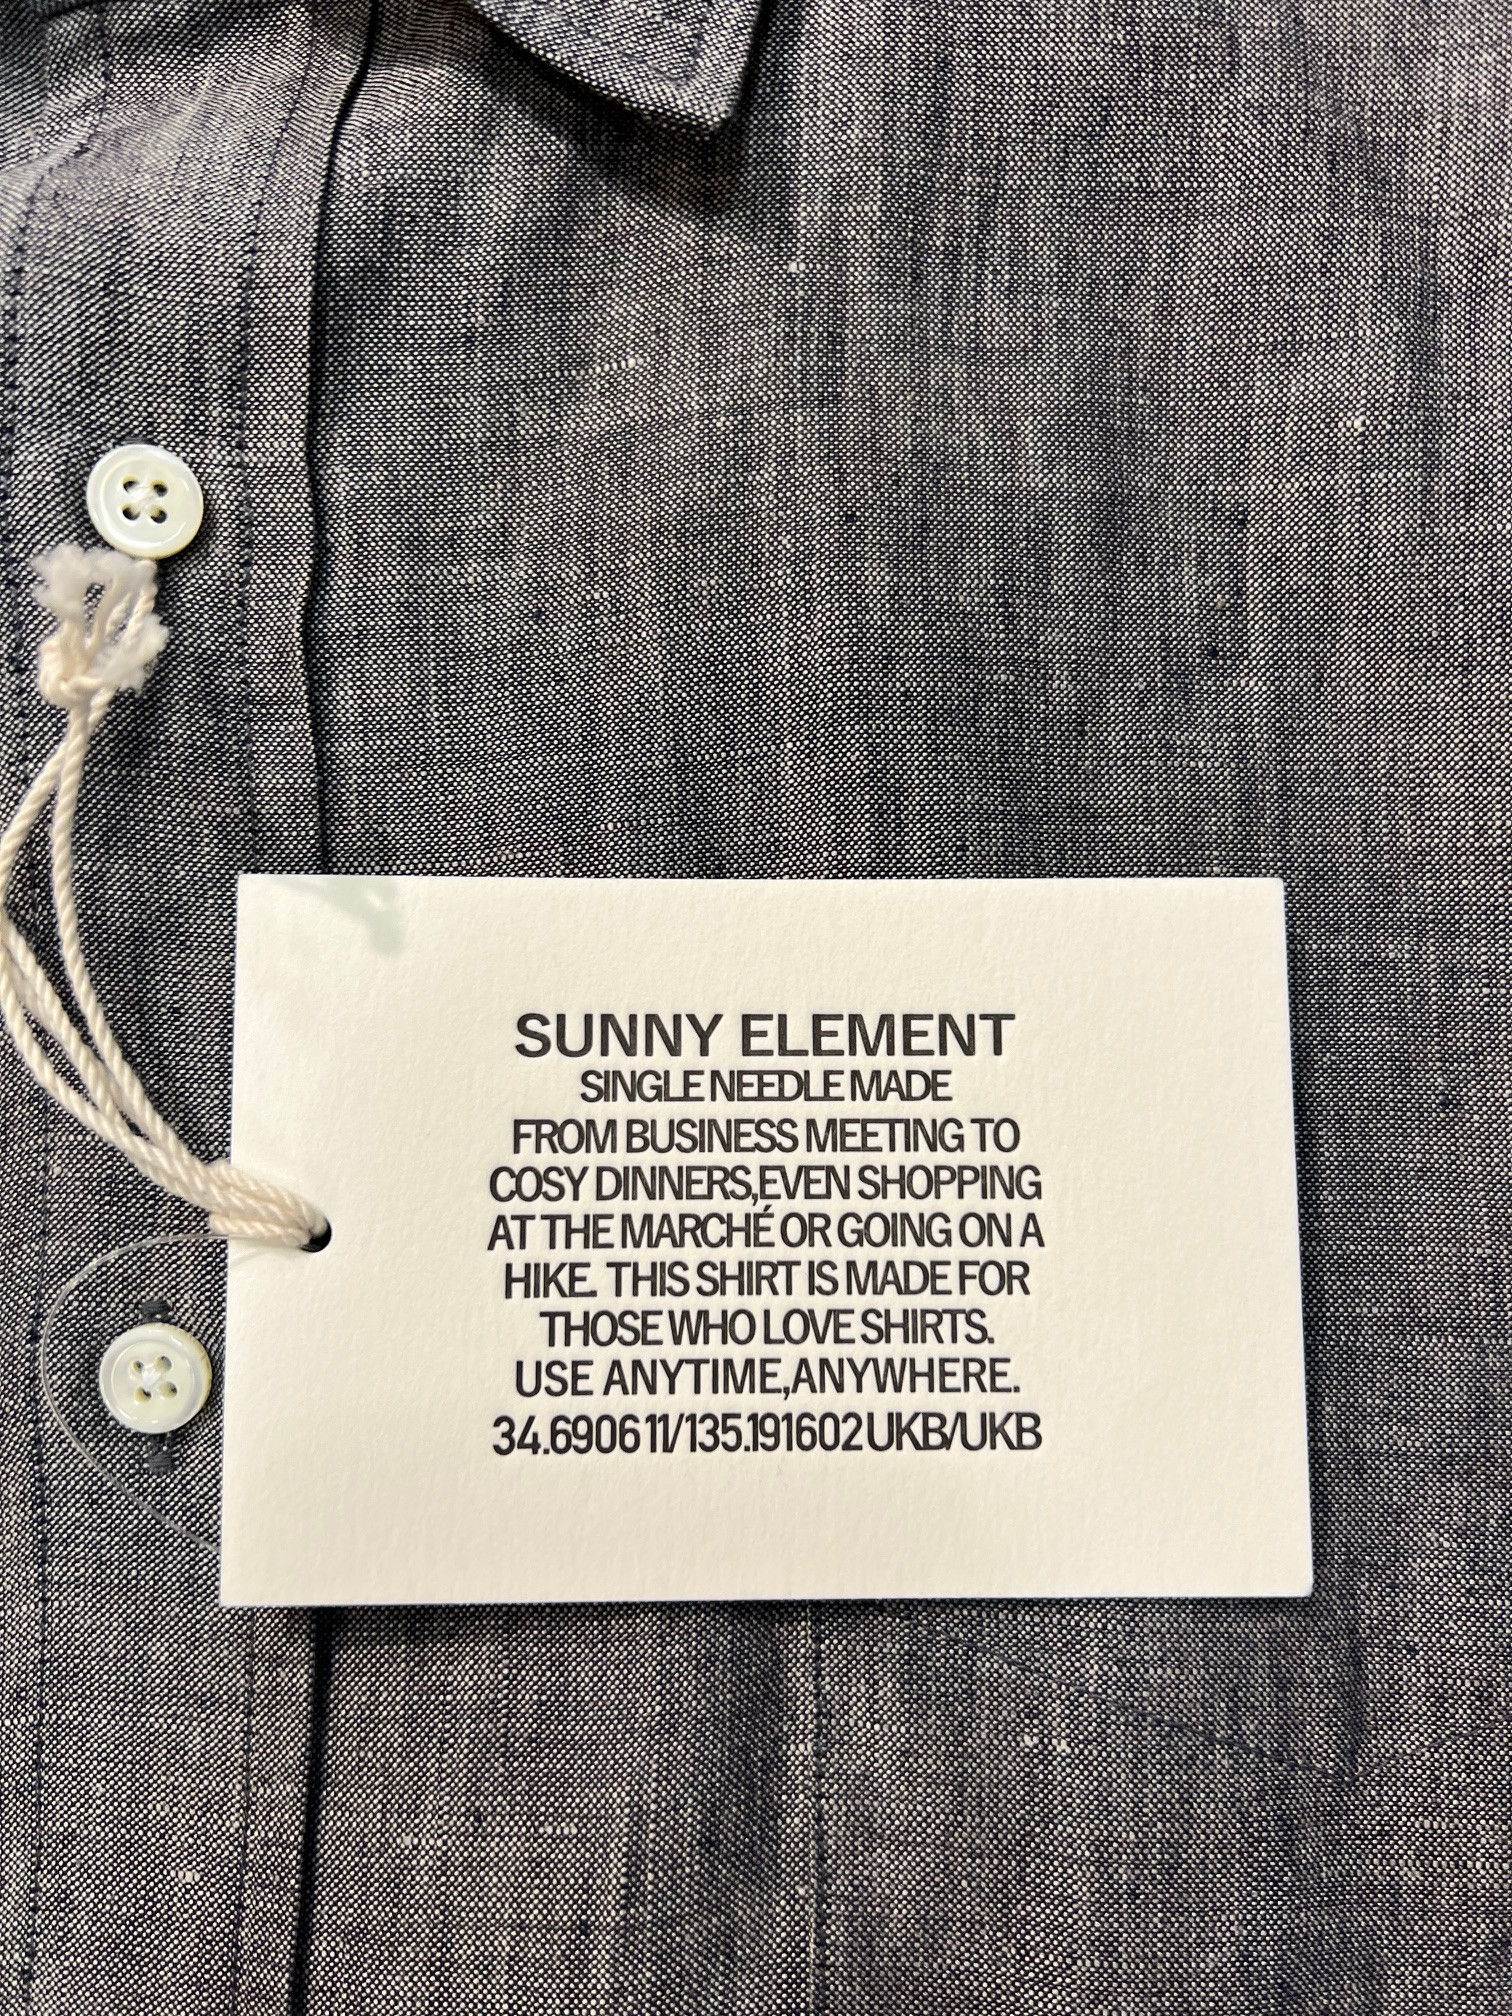 SUNNY ELEMENT
SINGLE NEEDLE MADE
FROM BUSINESS MEETING TO
COSY DINNERS,EVEN SHOPPING
AT THE MARCHÉ OR GOING ON A
HIKE. THIS SHIRT IS MADE FOR
THOSE WHO LOVE SHIRTS.
USE ANYTIME,ANYWHERE.
34.690611/135.191602 UKB/UKB